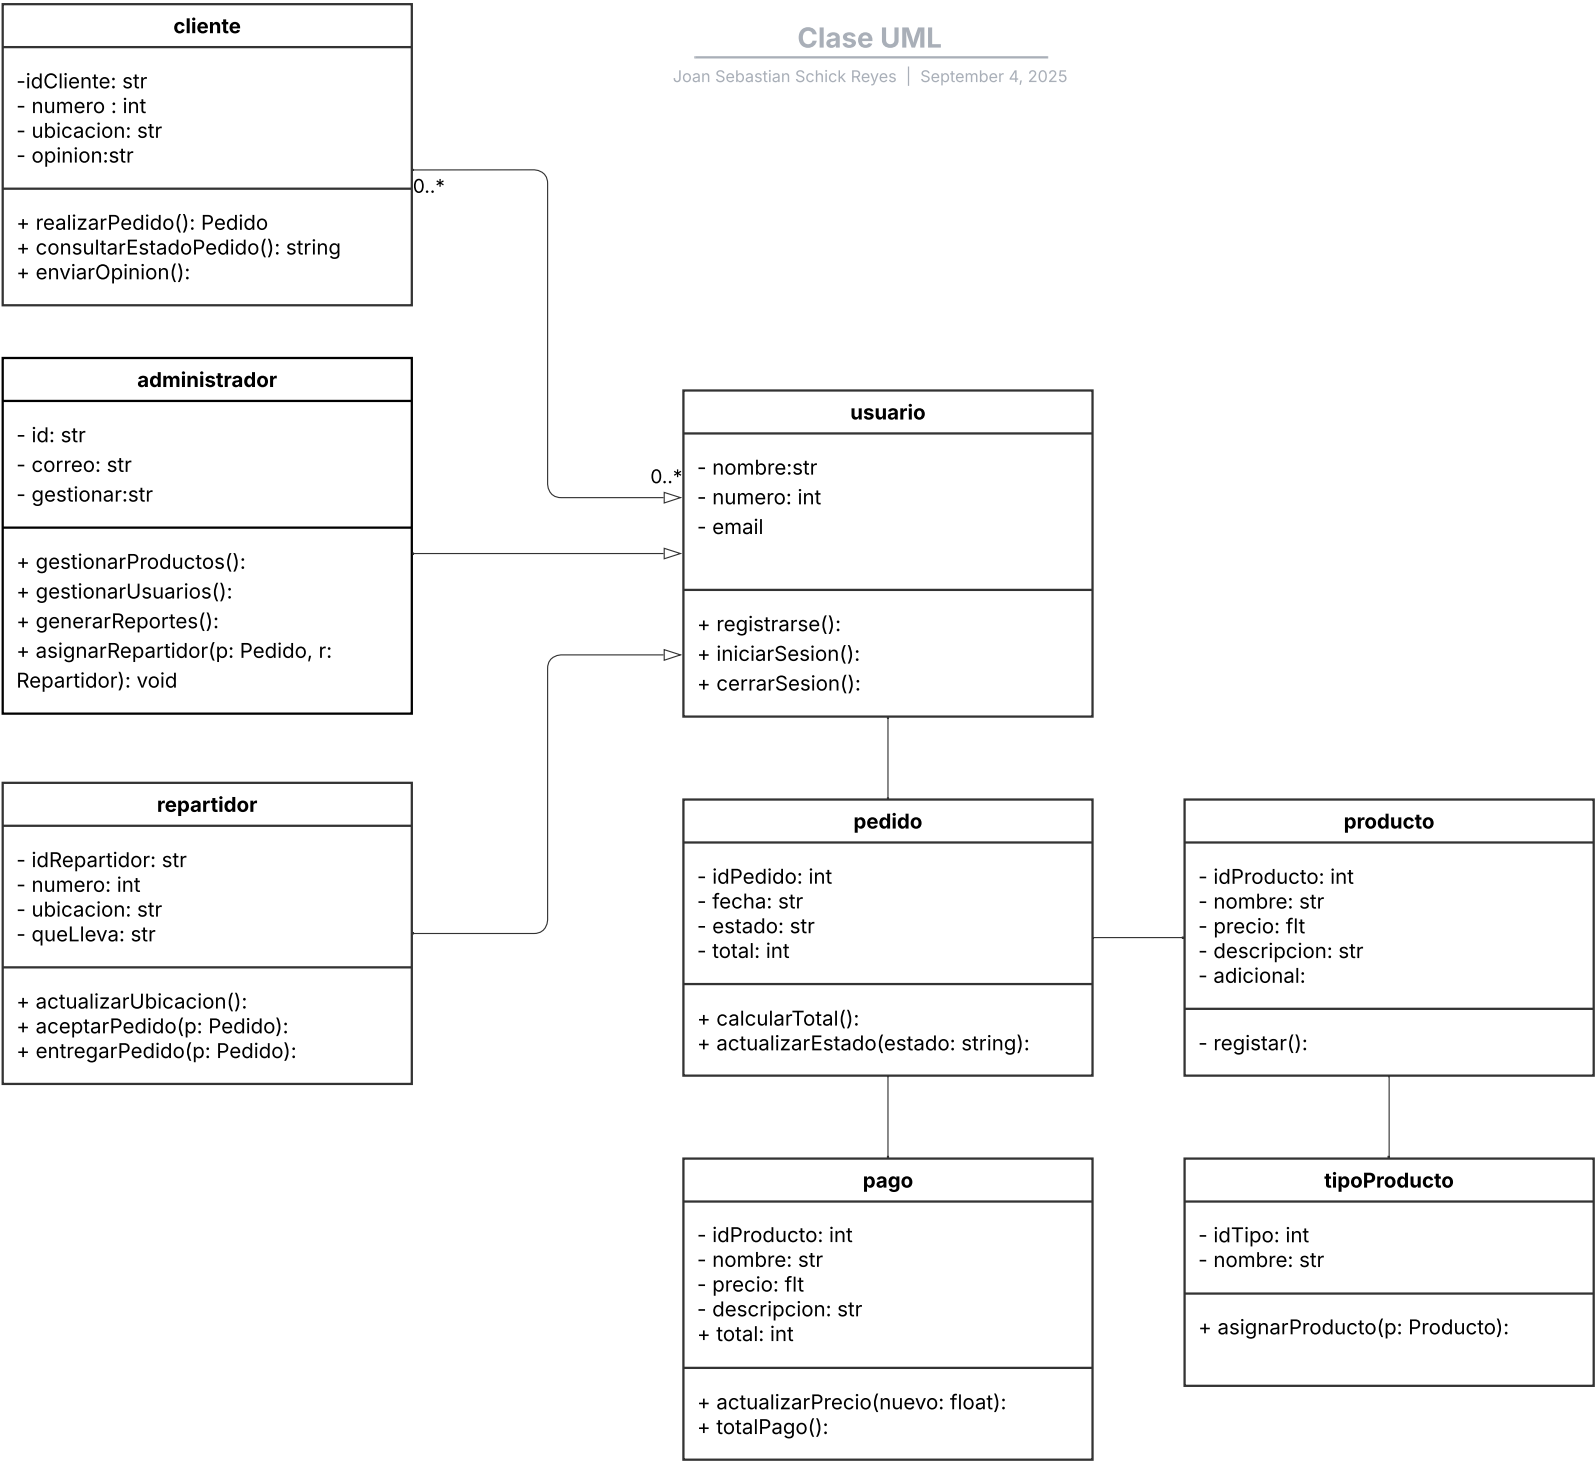 Clase UML
Joan Sebastian Schick Reyes | September 4, 2025
cliente
-idCliente: str
- numero : int
- ubicacion: str
- opinion:str
+ realizarPedido(): Pedido
+ consultarEstadoPedido(): string
+ enviarOpinion():
0..*
0..*
administrador
- id: str
- correo: str
- gestionar:str
+ gestionarProductos():
+ gestionarUsuarios():
+ generarReportes():
+ asignarRepartidor(p: Pedido, r:
Repartidor): void
usuario
- nombre:str
- numero: int
- email
+ registrarse():
+ iniciarSesion():
+ cerrarSesion():
repartidor
- idRepartidor: str
- numero: int
- ubicacion: str
- queLleva: str
+ actualizarUbicacion():
+ aceptarPedido(p: Pedido):
+ entregarPedido(p: Pedido):
pedido
- idPedido: int
- fecha: str
- estado: str
- total: int
+ calcularTotal():
+ actualizarEstado(estado: string):
producto
- idProducto: int
- nombre: str
- precio: flt
- descripcion: str
- adicional:
- registar():
pago
- idProducto: int
- nombre: str
- precio: flt
- descripcion: str
+ total: int
+ actualizarPrecio(nuevo: float):
+ totalPago():
tipoProducto
- idTipo: int
- nombre: str
+ asignarProducto(p: Producto):